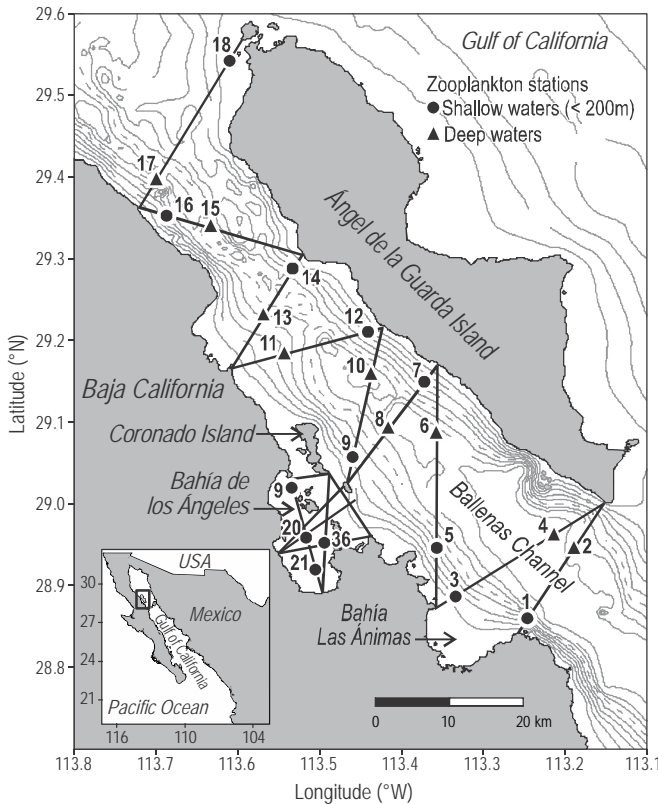 29.6
29.5
29.4
29.3
29.2
29.1
29.0
28.9
28.8
Latitude (°N)
Gulf of California
Zooplankton stations
Shallow waters (< 200m)
Deep waters
18
17
16
15
14
13
12
11
10
7
8
6
9
5
4
2
3
1
9
20
36
21
Ángel de la Guarda Island
Baja California
Coronado Island
Bahía de
los Ángeles
Ballenas Channel
Bahía
Las Ánimas
USA
Mexico
Gulf of California
Pacific Ocean
30
27
24
21
116
110
104
0
10
20 km
113.8
113.7
113.6
113.5
113.4
113.3
113.2
113.1
Longitude (°W)